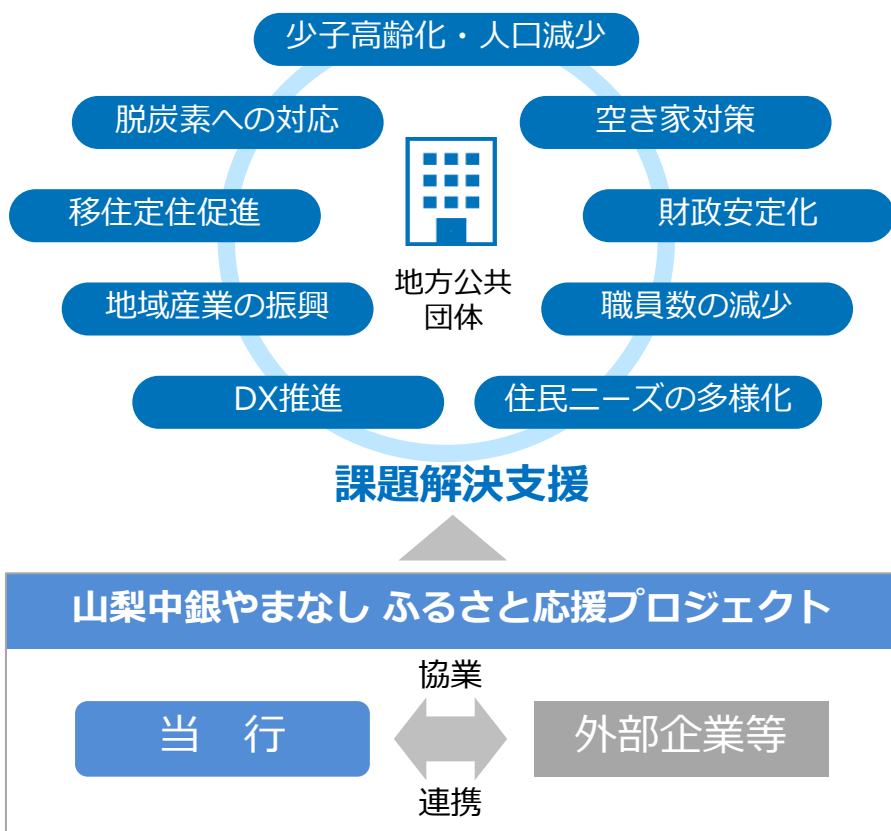 少子高齢化・人口減少
脱炭素への対応
空き家対策
移住定住促進
財政安定化
地方公共
団体
地域産業の振興
職員数の減少
DX推進
住民ニーズの多様化
課題解決支援
山梨中銀やまなし ふるさと応援プロジェクト
協業
当　行
外部企業等
連携